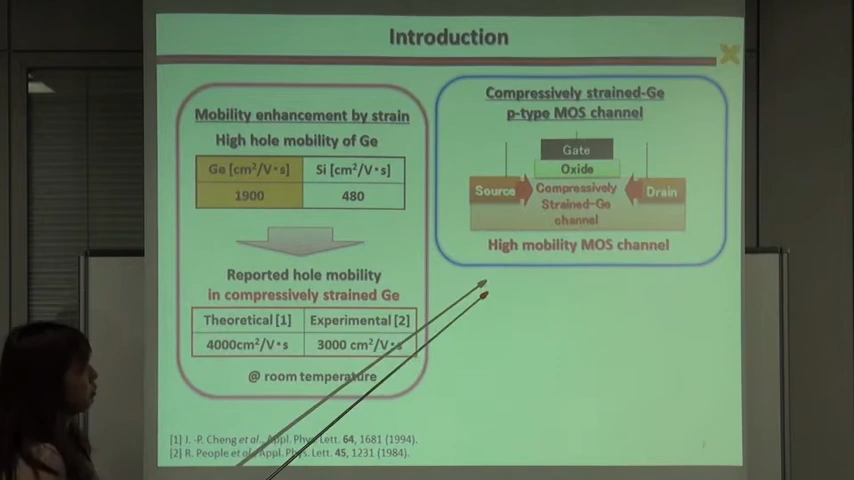 Introduction
Mobility enhancement by strain
High hole mobility of Ge
Ge [cm²/V・s] Si [cm²/V・s]
1900 480
Reported hole mobility
in compressively strained Ge
Theoretical [1] Experimental [2]
4000cm²/V・s 3000 cm²/V・s
@ room temperature
Compressively strained-Ge
p-type MOS channel
Gate
Oxide
Source Compressively Drain
Strained-Ge
channel
High mobility MOS channel
[1] J. -P. Cheng et al., Appl. Phys. Lett. 64, 1681 (1994).
[2] R. People et al., Appl. Phys. Lett. 45, 1231 (1984).